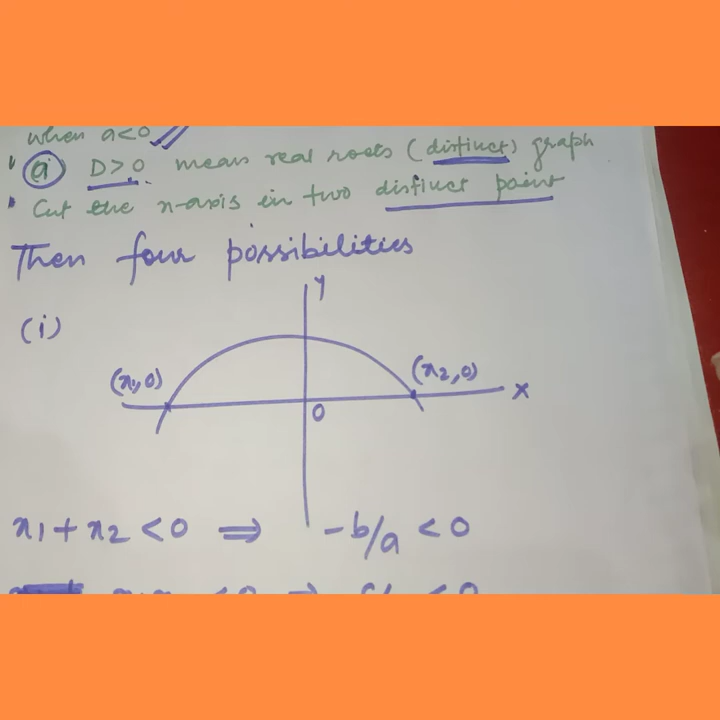 when a<0
(a) D>0 means real roots (distinct) graph
Cut the x-axis in two distinct point
Then four possibilities
(i)
Y
(x1,0)
(x2,0)
X
O
x1+x2<0 ⇒ -b/a<0